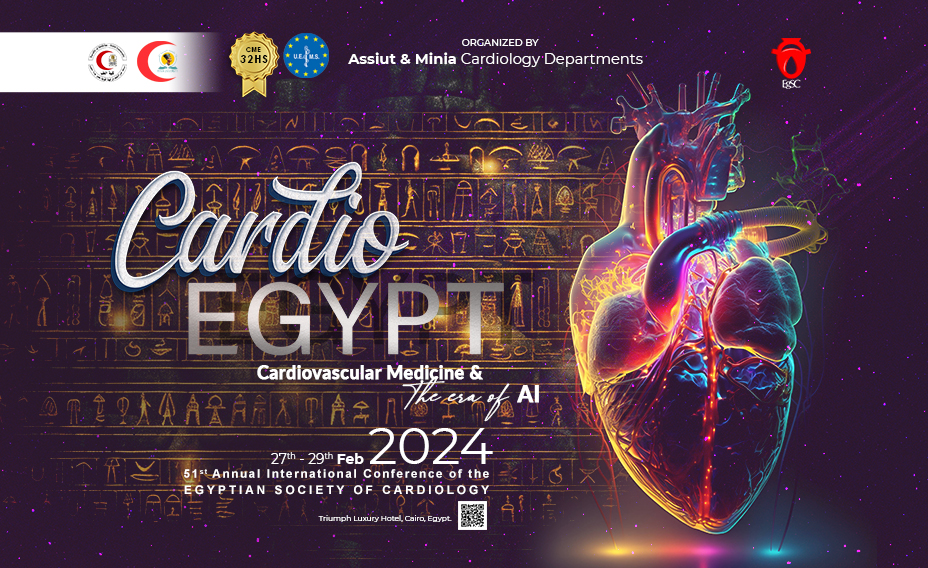 CME
32HS
U.E.M.S.
ORGANIZED BY
Assiut & Minia Cardiology Departments
EgSC
Cardio
EGYPT
Cardiovascular Medicine &
The era of AI
27th - 29th Feb 2024
51st Annual International Conference of the
EGYPTIAN SOCIETY OF CARDIOLOGY
Triumph Luxury Hotel, Cairo, Egypt.